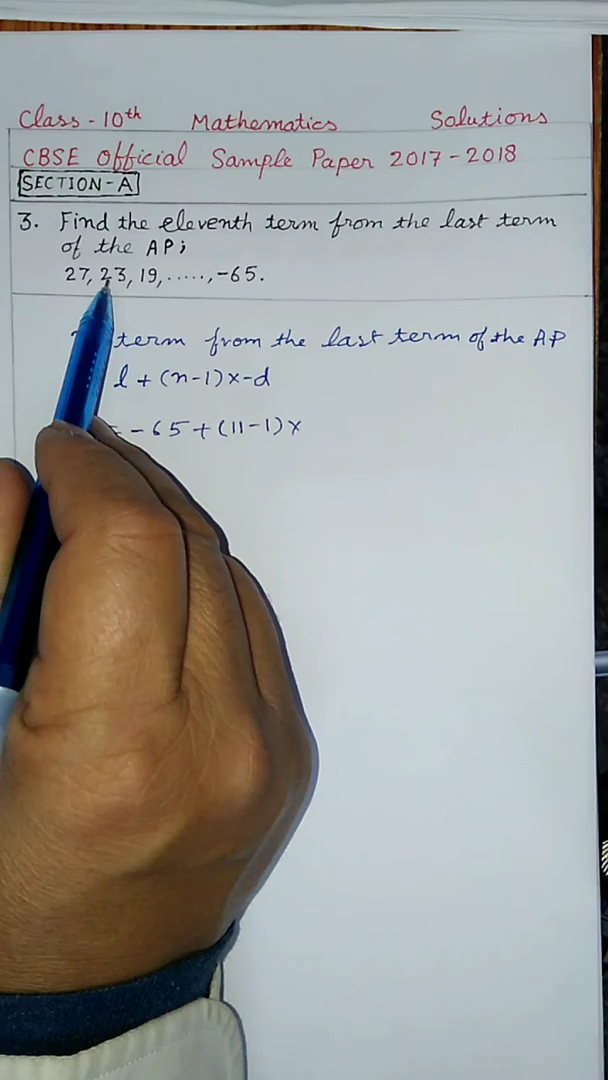 Class - 10th Mathematics Solutions
CBSE Official Sample Paper 2017-2018
SECTION-A
3. Find the eleventh term from the last term
of the AP;
27, 23, 19, ....., -65.
term from the last term of the AP
l + (n-1)x-d
= -65+(11-1)x